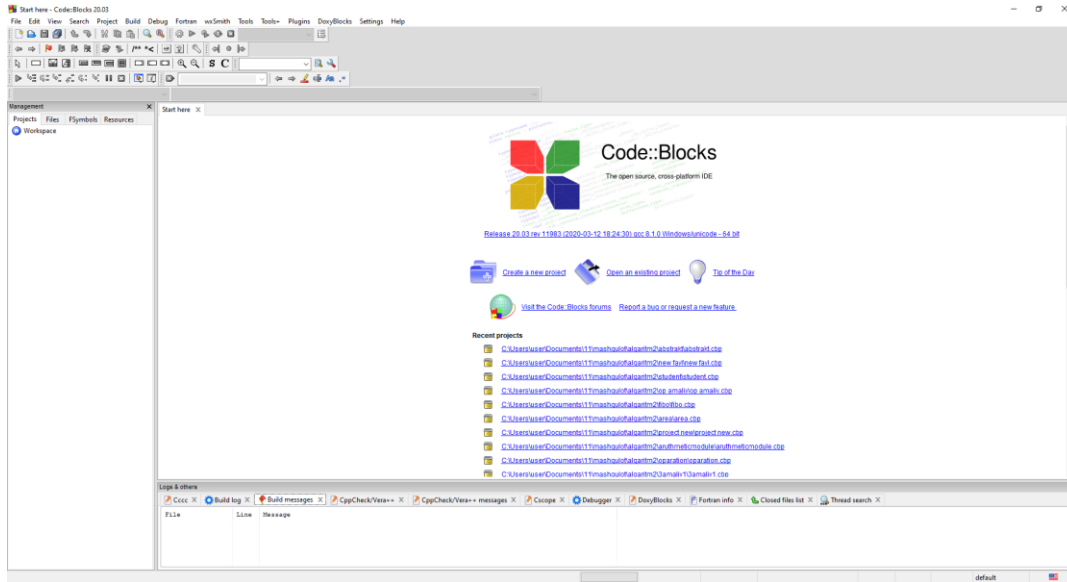 Start here - Code::Blocks 20.03
File Edit View Search Project Build Debug Fortran wxSmith Tools Tools+ Plugins DoxyBlocks Settings Help
S C
Management
Projects Files FSymbols Resources
Workspace
Start here
Code::Blocks
The open source, cross-platform IDE
Release 20.03 rev 11983 (2020-03-12 18:24:30) gcc 8.1.0 Windows/unicode - 64 bit
Create a new project Open an existing project Tip of the Day
Visit the Code::Blocks forums Report a bug or request a new feature
Recent projects
C:\Users\user\Documents\11\mashqulot\algaritm2\abstrakt\abstrakt.cbp
C:\Users\user\Documents\11\mashqulot\algaritm2\new favl\new favl.cbp
C:\Users\user\Documents\11\mashqulot\algaritm2\student\student.cbp
C:\Users\user\Documents\11\mashqulot\algaritm2\op amaliy\op amaliy.cbp
C:\Users\user\Documents\11\mashqulot\algaritm2\fibo\fibo.cbp
C:\Users\user\Documents\11\mashqulot\algaritm2\area\area.cbp
C:\Users\user\Documents\11\mashqulot\algaritm2\project new\project new.cbp
C:\Users\user\Documents\11\mashqulot\algaritm2\aruthmeticmodule\aruthmeticmodule.cbp
C:\Users\user\Documents\11\mashqulot\algaritm2\oparation\oparation.cbp
C:\Users\user\Documents\11\mashqulot\algaritm2\3amaliy1\3amaliy1.cbp
Logs & others
Cccc Build log Build messages CppCheck/Vera++ CppCheck/Vera++ messages Cscope Debugger DoxyBlocks Fortran info Closed files list Thread search
File Line Message
default